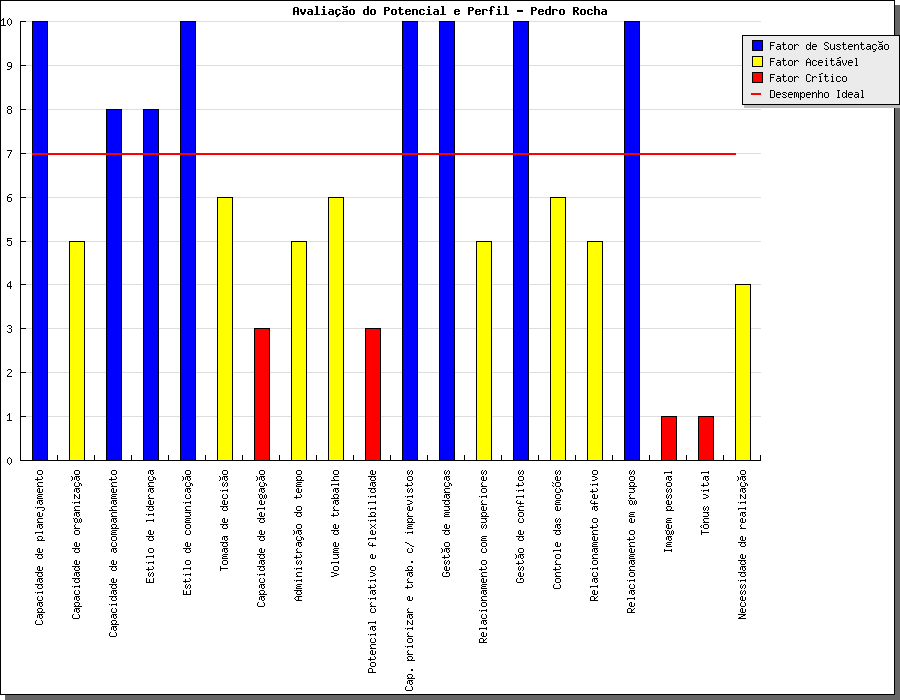 Avaliação do Potencial e Perfil - Pedro Rocha
Fator de Sustentação
Fator Aceitável
Fator Crítico
Desempenho Ideal
10
9
8
7
6
5
4
3
2
1
0
Capacidade de planejamento
Capacidade de organização
Capacidade de acompanhamento
Estilo de liderança
Estilo de comunicação
Tomada de decisão
Capacidade de delegação
Administração do tempo
Volume de trabalho
Potencial criativo e flexibilidade
Cap. priorizar e trab. c/ imprevistos
Gestão de mudanças
Relacionamento com superiores
Gestão de conflitos
Controle das emoções
Relacionamento afetivo
Relacionamento em grupos
Imagem pessoal
Tônus vital
Necessidade de realização